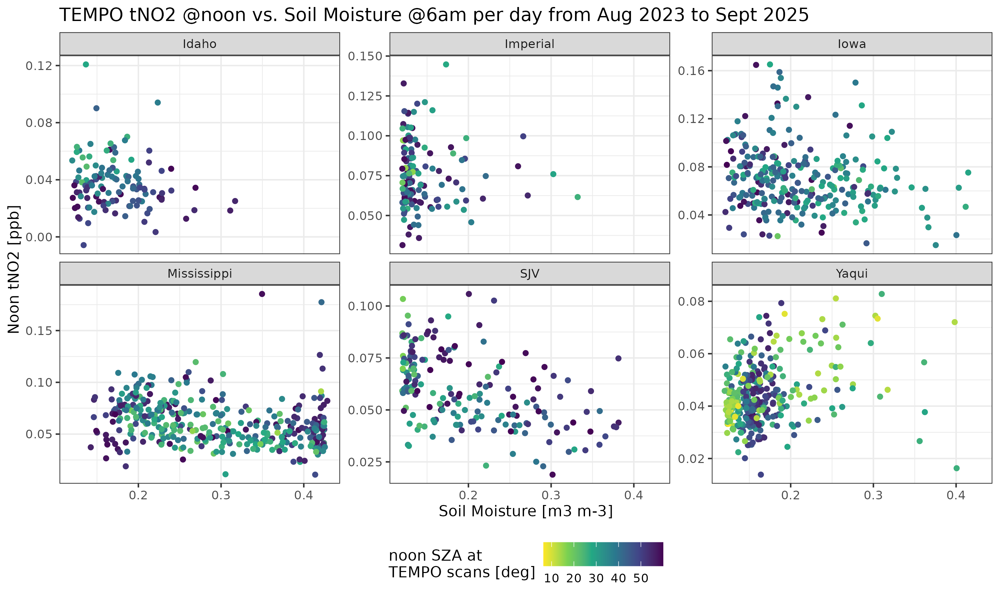 TEMPO tNO2 @noon vs. Soil Moisture @6am per day from Aug 2023 to Sept 2025
Idaho
Imperial
Iowa
0.12
0.08
0.04
0.00
0.150
0.125
0.100
0.075
0.050
0.16
0.12
0.08
0.04
Noon tNO2 [ppb]
Mississippi
SJV
Yaqui
0.15
0.10
0.05
0.100
0.075
0.050
0.025
0.08
0.06
0.04
0.02
0.2 0.3 0.4
0.2 0.3 0.4
0.2 0.3 0.4
Soil Moisture [m3 m-3]
noon SZA at
TEMPO scans [deg]
10 20 30 40 50